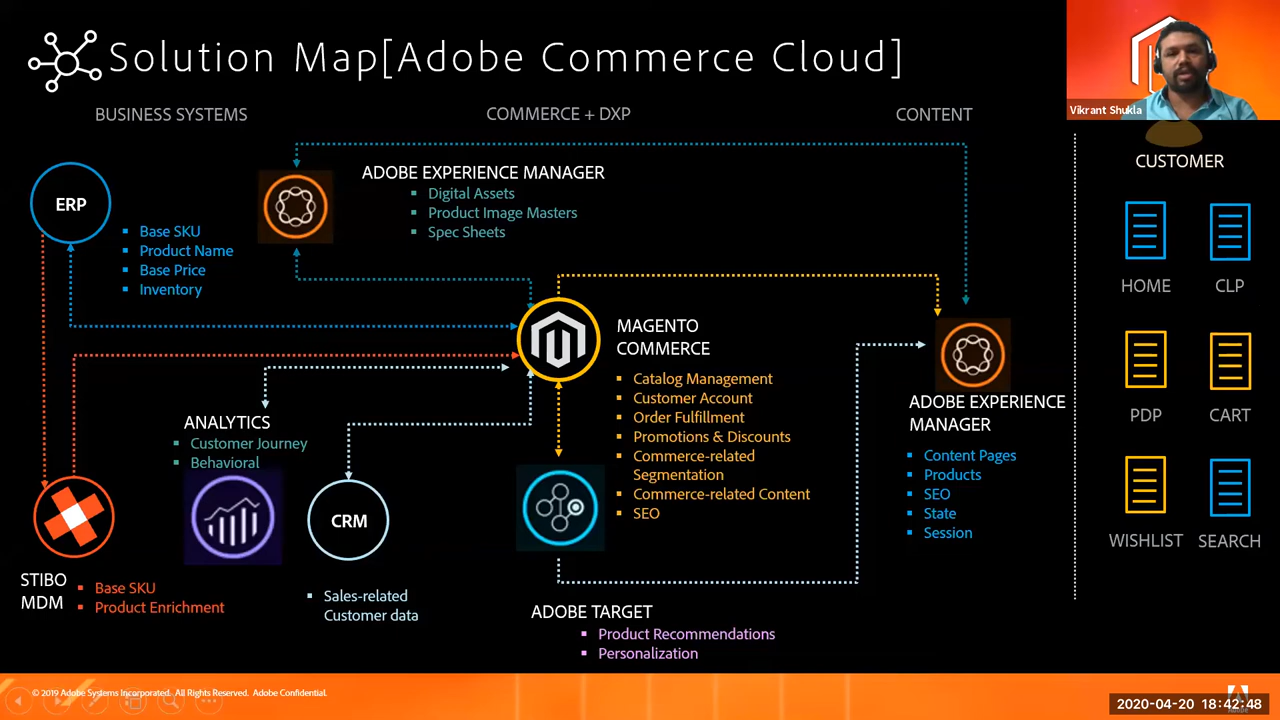 Solution Map[Adobe Commerce Cloud]
Vikrant Shukla
BUSINESS SYSTEMS
COMMERCE + DXP
CONTENT
CUSTOMER
ERP
Base SKU
Product Name
Base Price
Inventory
ADOBE EXPERIENCE MANAGER
Digital Assets
Product Image Masters
Spec Sheets
MAGENTO
COMMERCE
Catalog Management
Customer Account
Order Fulfillment
Promotions & Discounts
Commerce-related
Segmentation
Commerce-related Content
SEO
ANALYTICS
Customer Journey
Behavioral
CRM
Sales-related
Customer data
STIBO
MDM
Base SKU
Product Enrichment
ADOBE TARGET
Product Recommendations
Personalization
ADOBE EXPERIENCE
MANAGER
Content Pages
Products
SEO
State
Session
HOME
CLP
PDP
CART
WISHLIST
SEARCH
© 2019 Adobe Systems Incorporated. All Rights Reserved. Adobe Confidential.
2020-04-20 18:42:48